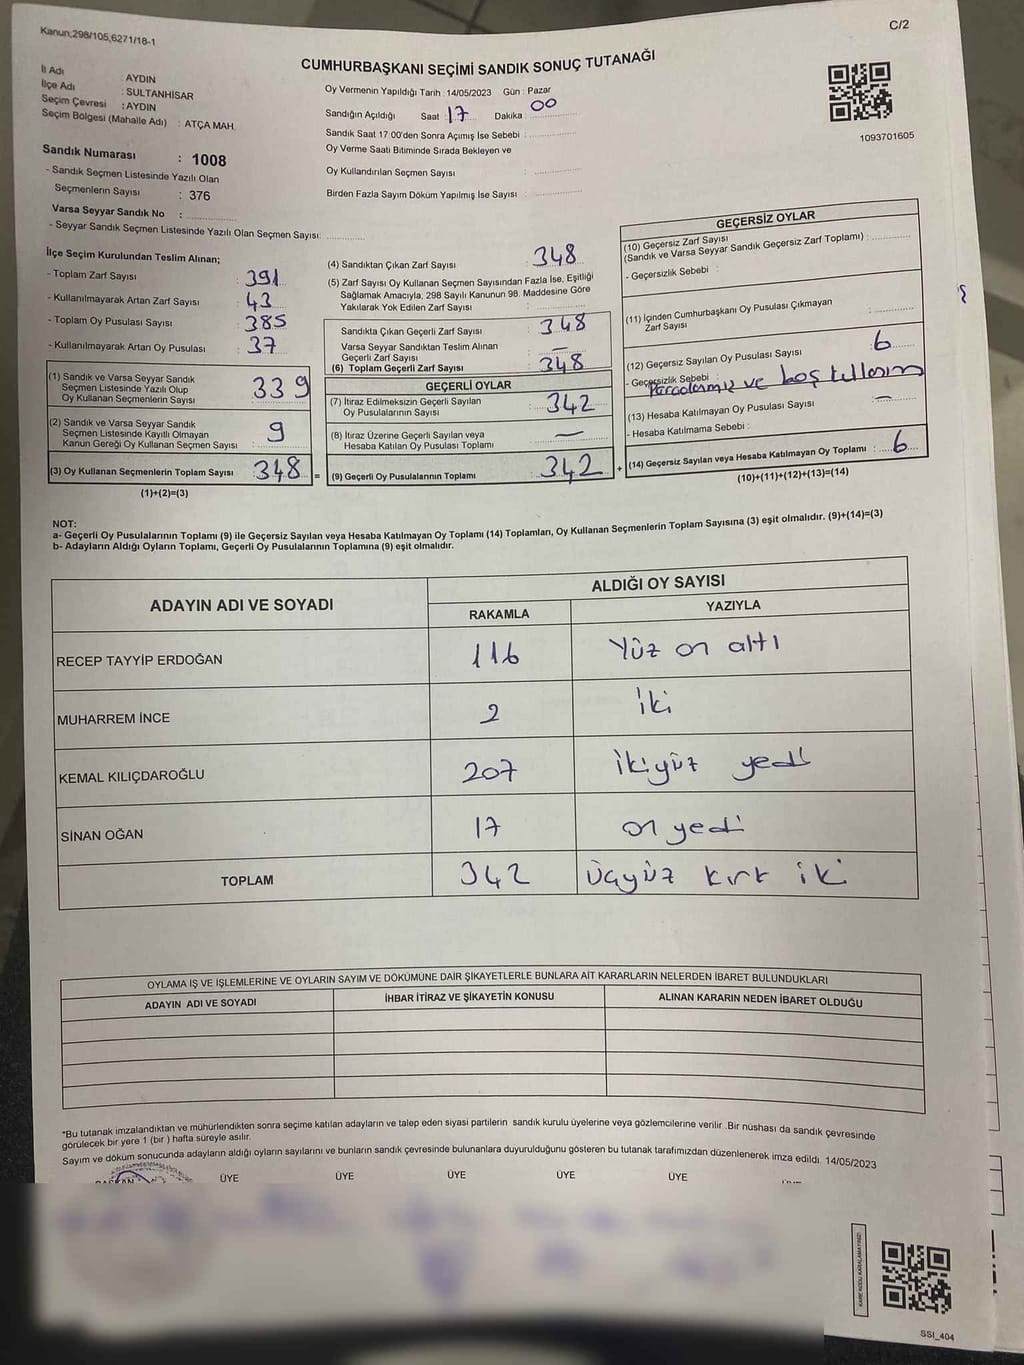 Kanun,298/105,6271/18-1
C/2
CUMHURBAŞKANI SEÇİMİ SANDIK SONUÇ TUTANAĞI
İl Adı : AYDIN
İlçe Adı : SULTANHİSAR
Seçim Çevresi : AYDIN
Seçim Bölgesi (Mahalle Adı) : ATÇA MAH.
Sandık Numarası : 1008
- Sandık Seçmen Listesinde Yazılı Olan
Seçmenlerin Sayısı : 376
Varsa Seyyar Sandık No :
- Seyyar Sandık Seçmen Listesinde Yazılı Olan Seçmen Sayısı:
Oy Vermenin Yapıldığı Tarih : 14/05/2023 Gün : Pazar
Sandığın Açıldığı Saat : 17 Dakika : 00
Sandık Saat 17:00'den Sonra Açımış İse Sebebi :
Oy Verme Saati Bitiminde Sırada Bekleyen ve
Oy Kullandırılan Seçmen Sayısı :
Birden Fazla Sayım Döküm Yapılmış İse Sayısı :
1093701605
İlçe Seçim Kurulundan Teslim Alınan;
- Toplam Zarf Sayısı : 391
- Kullanılmayarak Artan Zarf Sayısı : 43
- Toplam Oy Pusulası Sayısı : 385
- Kullanılmayarak Artan Oy Pusulası : 37
(1) Sandık ve Varsa Seyyar Sandık
Seçmen Listesinde Yazılı Olup
Oy Kullanan Seçmenlerin Sayısı : 339
(2) Sandık ve Varsa Seyyar Sandık
Seçmen Listesinde Kayıtlı Olmayan
Kanun Gereği Oy Kullanan Seçmen Sayısı : 9
(3) Oy Kullanan Seçmenlerin Toplam Sayısı : 348 =
(1)+(2)=(3)
(4) Sandıktan Çıkan Zarf Sayısı : 348
(5) Zarf Sayısı Oy Kullanan Seçmen Sayısından Fazla İse, Eşitliği
Sağlamak Amacıyla, 298 Sayılı Kanunun 98. Maddesine Göre
Yakılarak Yok Edilen Zarf Sayısı :
Sandıkta Çıkan Geçerli Zarf Sayısı : 348
Varsa Seyyar Sandıktan Teslim Alınan
Geçerli Zarf Sayısı : –
(6) Toplam Geçerli Zarf Sayısı : 348
GEÇERLİ OYLAR
(7) İtiraz Edilmeksizin Geçerli Sayılan
Oy Pusulalarının Sayısı : 342
(8) İtiraz Üzerine Geçerli Sayılan veya
Hesaba Katılan Oy Pusulası Toplamı : –
(9) Geçerli Oy Pusulalarının Toplamı : 342 +
GEÇERSİZ OYLAR
(10) Geçersiz Zarf Sayısı
(Sandık ve Varsa Seyyar Sandık Geçersiz Zarf Toplamı) :
- Geçersizlik Sebebi :
(11) İçinden Cumhurbaşkanı Oy Pusulası Çıkmayan
Zarf Sayısı :
(12) Geçersiz Sayılan Oy Pusulası Sayısı : 6
- Geçersizlik Sebebi : ve boş
(13) Hesaba Katılmayan Oy Pusulası Sayısı : –
- Hesaba Katılmama Sebebi :
(14) Geçersiz Sayılan veya Hesaba Katılmayan Oy Toplamı : 6
(10)+(11)+(12)+(13)=(14)
NOT:
a- Geçerli Oy Pusulalarının Toplamı (9) ile Geçersiz Sayılan veya Hesaba Katılmayan Oy Toplamı (14) Toplamları, Oy Kullanan Seçmenlerin Toplam Sayısına (3) eşit olmalıdır. (9)+(14)=(3)
b- Adayların Aldığı Oyların Toplamı, Geçerli Oy Pusulalarının Toplamına (9) eşit olmalıdır.
ADAYIN ADI VE SOYADI
ALDIĞI OY SAYISI
RAKAMLA YAZIYLA
RECEP TAYYİP ERDOĞAN 116 Yüz on altı
MUHARREM İNCE 2 iki
KEMAL KILIÇDAROĞLU 207 ikiyüz yedi
SİNAN OĞAN 17 on yedi
TOPLAM 342 üçyüz kırk iki
OYLAMA İŞ VE İŞLEMLERİNE VE OYLARIN SAYIM VE DÖKÜMÜNE DAİR ŞİKAYETLERLE BUNLARA AİT KARARLARIN NELERDEN İBARET BULUNDUKLARI
ADAYIN ADI VE SOYADI İHBAR İTİRAZ VE ŞİKAYETİN KONUSU ALINAN KARARIN NEDEN İBARET OLDUĞU
*Bu tutanak imzalandıktan ve mühürlendikten sonra seçime katılan adayların ve talep eden siyasi partilerin sandık kurulu üyelerine veya gözlemcilerine verilir. Bir nüshası da sandık çevresinde
görülecek bir yere 1 (bir) hafta süreyle asılır.
Sayım ve döküm sonucunda adayların aldığı oyların sayılarını ve bunların sandık çevresinde bulunanlara duyurulduğunu gösteren bu tutanak tarafımızdan düzenlenerek imza edildi. 14/05/2023
BAŞKAN ÜYE ÜYE ÜYE ÜYE ÜYE
KARE KODU KARALAMAYINIZ!
SSI_404